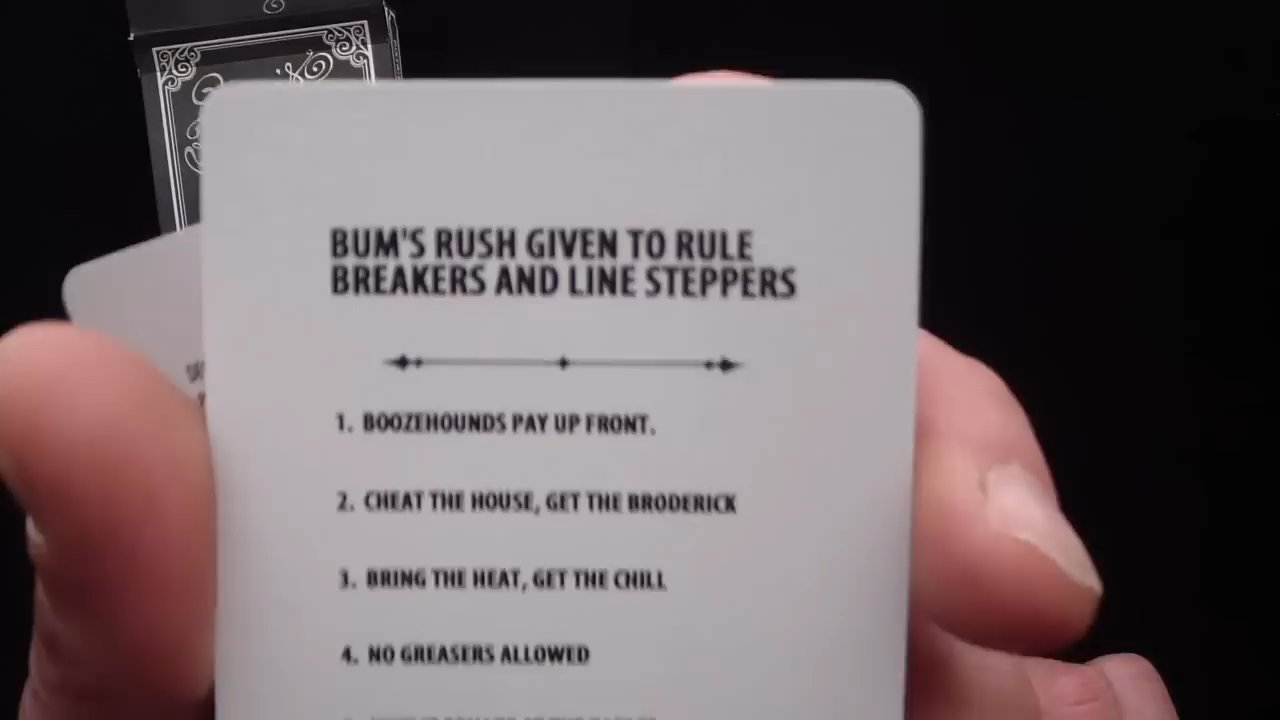 BUM'S RUSH GIVEN TO RULE
BREAKERS AND LINE STEPPERS
1. BOOZEHOUNDS PAY UP FRONT.
2. CHEAT THE HOUSE, GET THE BRODERICK
3. BRING THE HEAT, GET THE CHILL
4. NO GREASERS ALLOWED